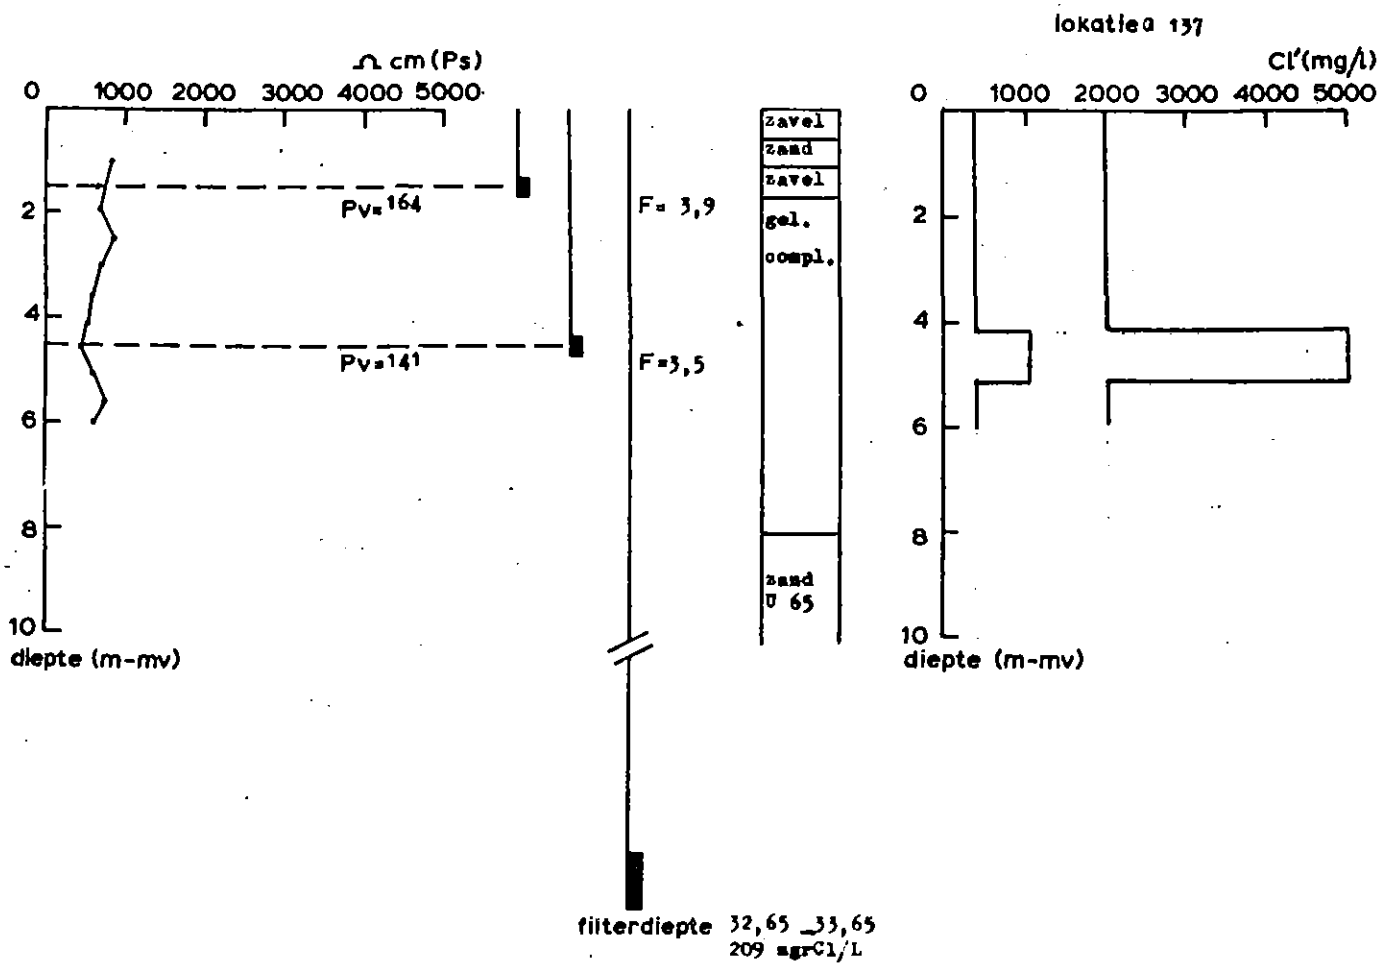 lokatie a 137
Ω cm (Ps)
0 1000 2000 3000 4000 5000
2
4
6
8
10
diepte (m-mv)
Pv=164
Pv=141
F= 3,9
F=3,5
zavel
zand
zavel
gel.
compl.
zand
U 65
Cl'(mg/l)
0 1000 2000 3000 4000 5000
2
4
6
8
10
diepte (m-mv)
filterdiepte 32,65 _33,65
209 mgrCl/L